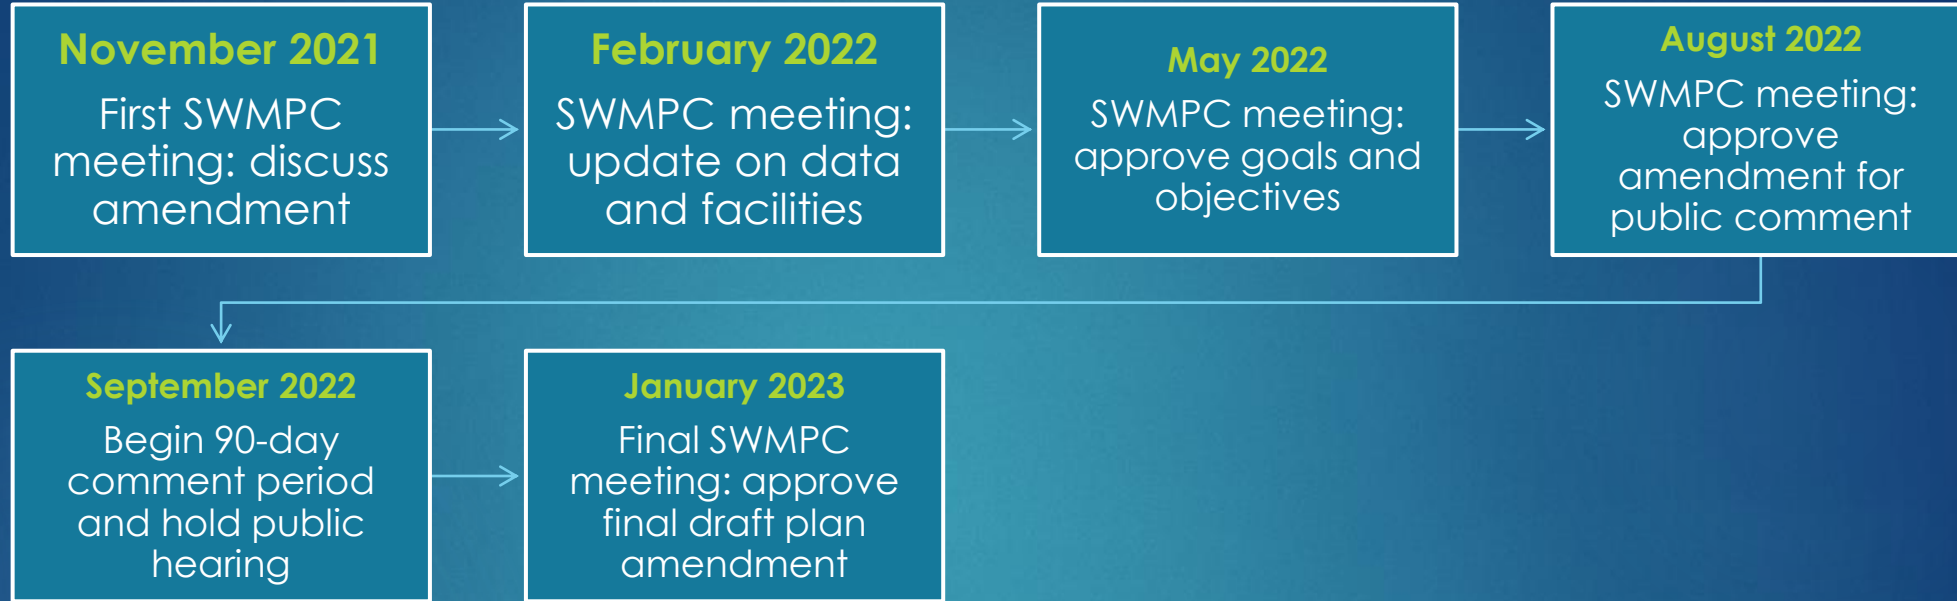 November 2021
First SWMPC
meeting: discuss
amendment
February 2022
SWMPC meeting:
update on data
and facilities
May 2022
SWMPC meeting:
approve goals and
objectives
August 2022
SWMPC meeting:
approve
amendment for
public comment
September 2022
Begin 90-day
comment period
and hold public
hearing
January 2023
Final SWMPC
meeting: approve
final draft plan
amendment